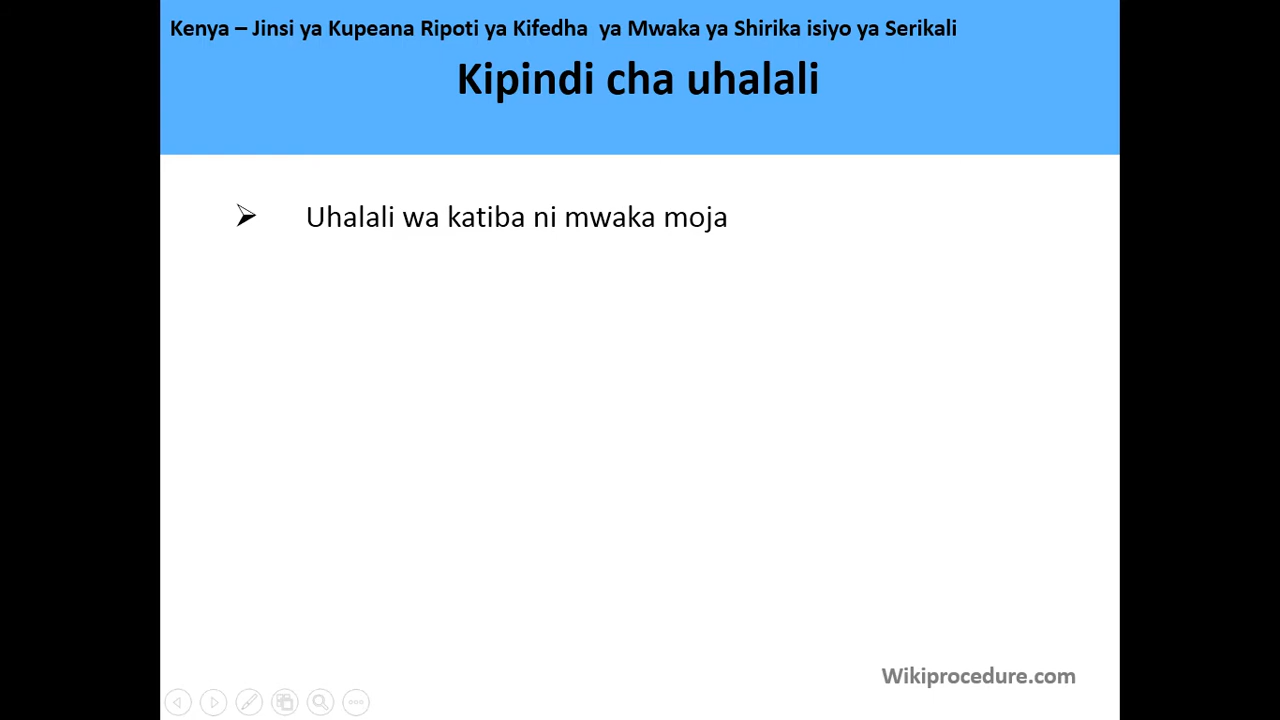 Kenya – Jinsi ya Kupeana Ripoti ya Kifedha  ya Mwaka ya Shirika isiyo ya Serikali
Kipindi cha uhalali
➢ Uhalali wa katiba ni mwaka moja
Wikiprocedure.com